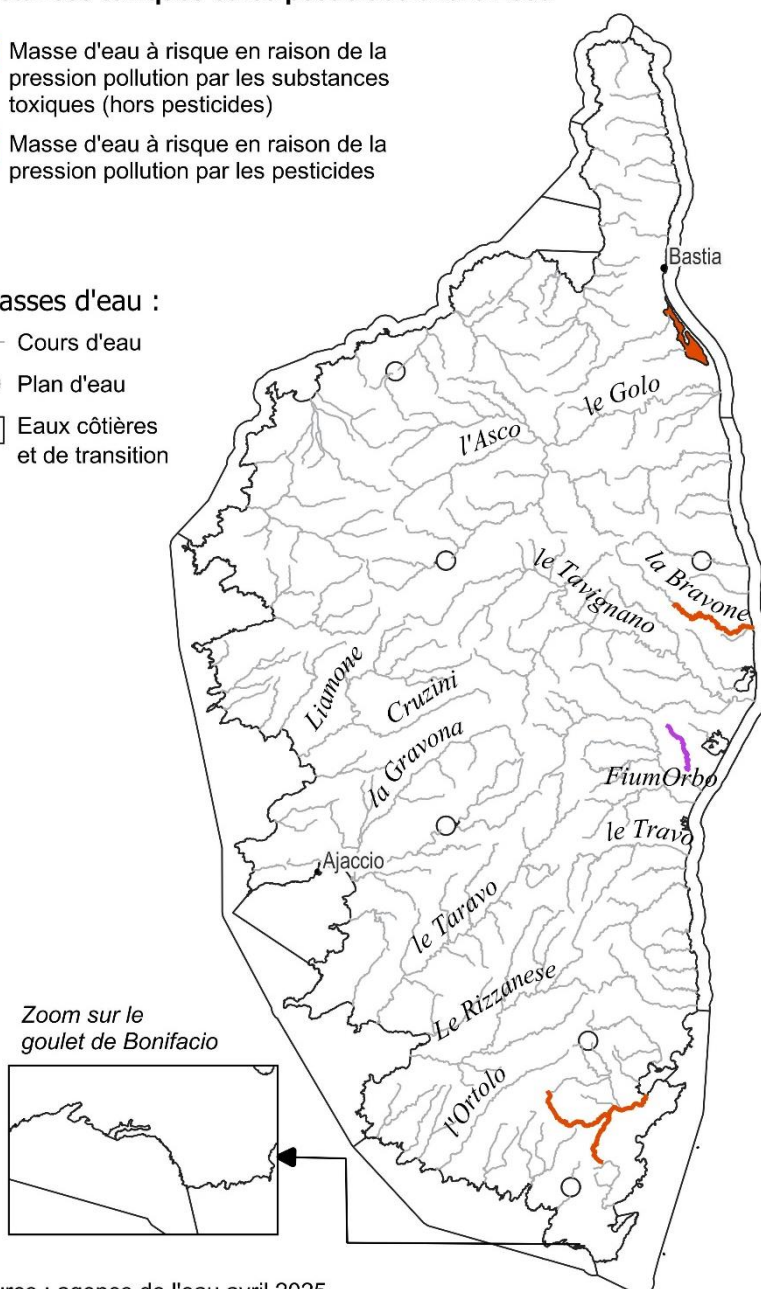 Masse d'eau à risque en raison de la
pression pollution par les substances
toxiques (hors pesticides)
Masse d'eau à risque en raison de la
pression pollution par les pesticides
Bastia
asses d'eau :
Cours d'eau
Plan d'eau
Eaux côtières
et de transition
le Golo
l'Asco
la Bravone
le Tavignano
Liamone
Cruzini
la Gravona
FiumOrbo
le Travo
Ajaccio
le Taravo
Le Rizzanese
l'Ortolo
Zoom sur le
goulet de Bonifacio